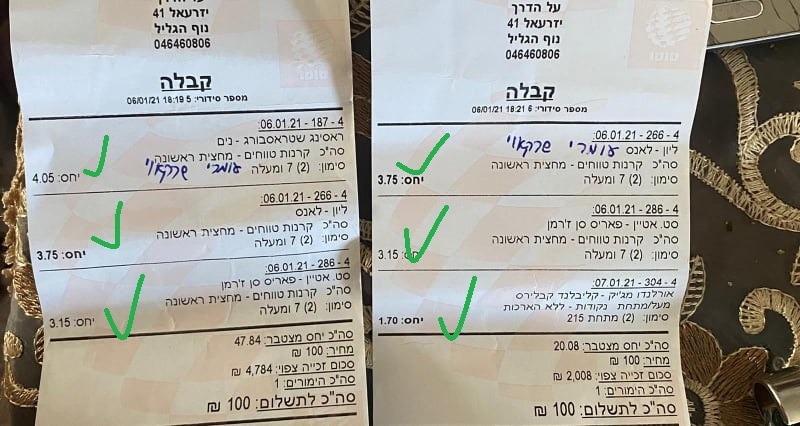 על הדרך
יזרעאל 41
נוף הגליל
046460806
קבלה
מספר סידורי: 5 18:19 06/01/21
06.01.21 - 187 - 4:
ראסינג שטראסבורג - נים
סה"כ קרנות טווחים - מחצית ראשונה
סימון: (2) 7 ומעלה עומרי שרקאוי יחס: 4.05
06.01.21 - 266 - 4:
ליון - לאנס
סה"כ קרנות טווחים - מחצית ראשונה
סימון: (2) 7 ומעלה יחס: 3.75
06.01.21 - 286 - 4:
סט. אטיין - פאריס סן ז'רמן
סה"כ קרנות טווחים - מחצית ראשונה
סימון: (2) 7 ומעלה יחס: 3.15
סה"כ יחס מצטבר: 47.84
מחיר: 100 ₪
סכום זכייה צפוי: 4,784 ₪
סה"כ הימורים: 1
סה"כ לתשלום: 100 ₪
על הדרך
יזרעאל 41
נוף הגליל
046460806
קבלה
מספר סידורי: 6 18:21 06/01/21
06.01.21 - 266 - 4:
ליון - לאנס עומרי שרקאוי
סה"כ קרנות טווחים - מחצית ראשונה
סימון: (2) 7 ומעלה יחס: 3.75
06.01.21 - 286 - 4:
סט. אטיין - פאריס סן ז'רמן
סה"כ קרנות טווחים - מחצית ראשונה
סימון: (2) 7 ומעלה יחס: 3.15
07.01.21 - 304 - 4:
אורלנדו מג'יק - קליבלנד קבלירס
מעל/מתחת נקודות - ללא הארכות
סימון: (2) מתחת 215 יחס: 1.70
סה"כ יחס מצטבר: 20.08
מחיר: 100 ₪
סכום זכייה צפוי: 2,008 ₪
סה"כ הימורים: 1
סה"כ לתשלום: 100 ₪